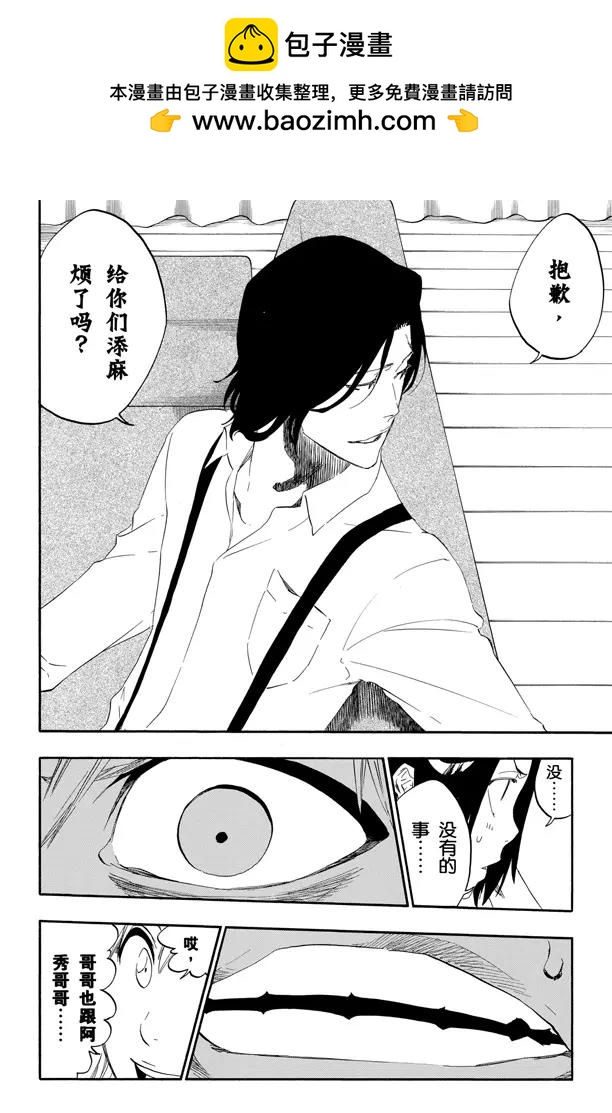 包子漫畫
本漫畫由包子漫畫收集整理，更多免費漫畫請訪問
👉 www.baozimh.com 👈
抱歉，
给你们添麻
烦了吗？
没……
没有的
事……
哎，
哥哥也跟阿
秀哥哥……